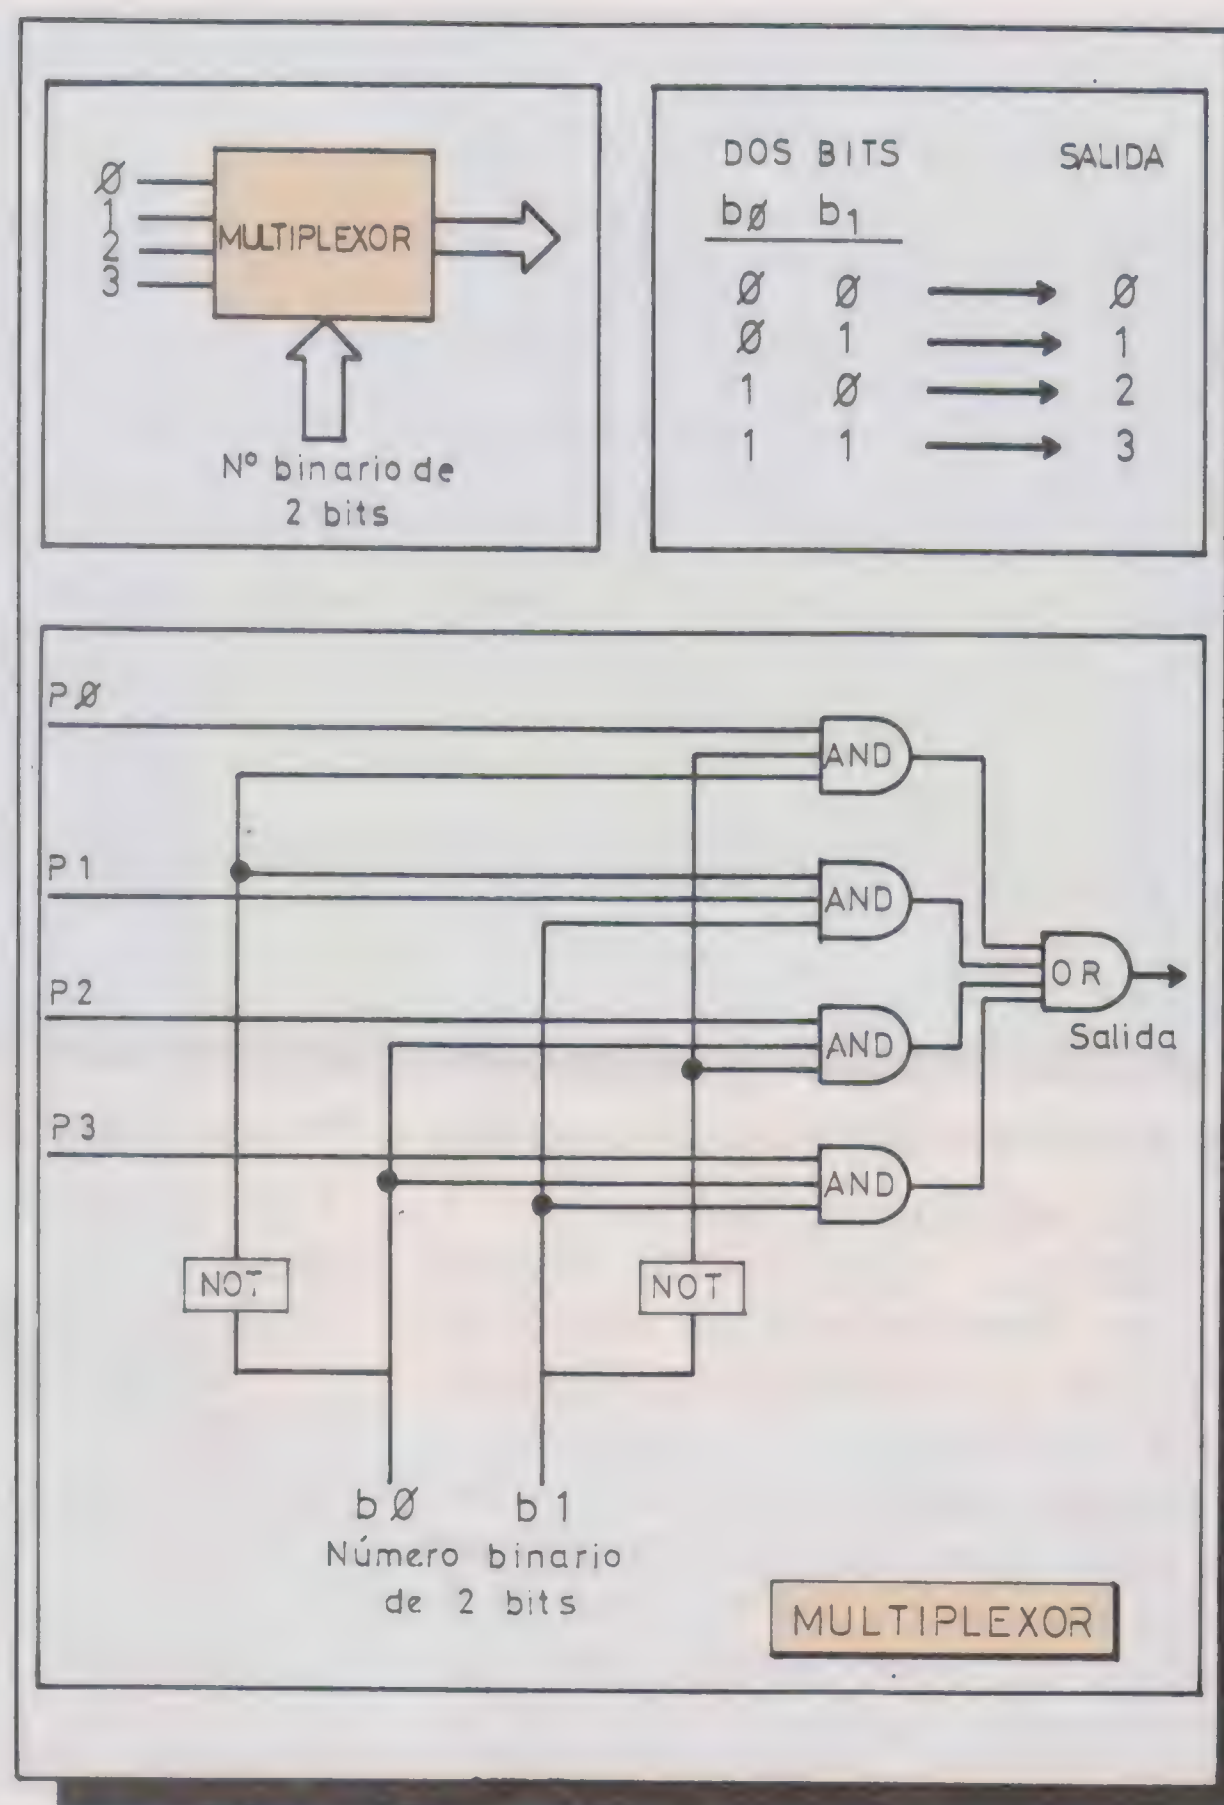 Ø
1
2
3
MULTIPLEXOR
Nº binario de
2 bits
DOS BITS SALIDA
bØ b1
Ø Ø Ø
Ø 1 1
1 Ø 2
1 1 3
PØ
AND
P1
AND
OR
P2
AND
Salida
P3
AND
NOT NOT
bØ b1
Número binario
de 2 bits
MULTIPLEXOR